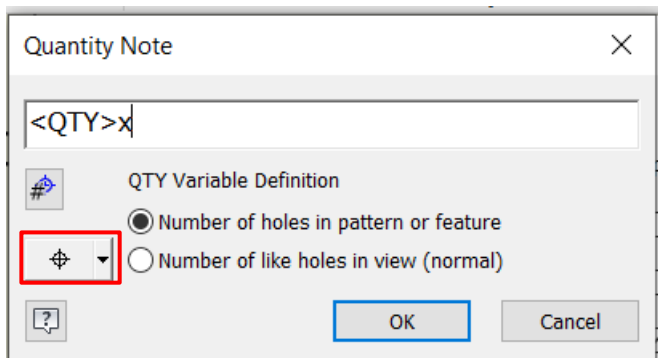 Quantity Note
<QTY>x
#
QTY Variable Definition
Number of holes in pattern or feature
Number of like holes in view (normal)
?
OK
Cancel